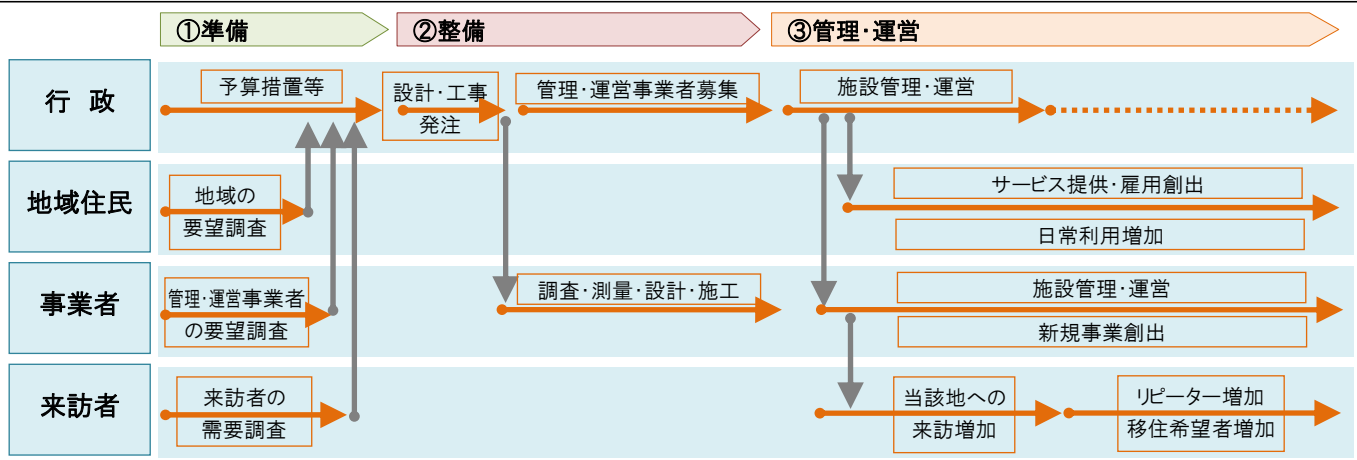 ①準備
②整備
③管理・運営
行 政
予算措置等
設計・工事
発注
管理・運営事業者募集
施設管理・運営
地域住民
地域の
要望調査
サービス提供・雇用創出
日常利用増加
事業者
管理・運営事業者
の要望調査
調査・測量・設計・施工
施設管理・運営
新規事業創出
来訪者
来訪者の
需要調査
当該地への
来訪増加
リピーター増加
移住希望者増加